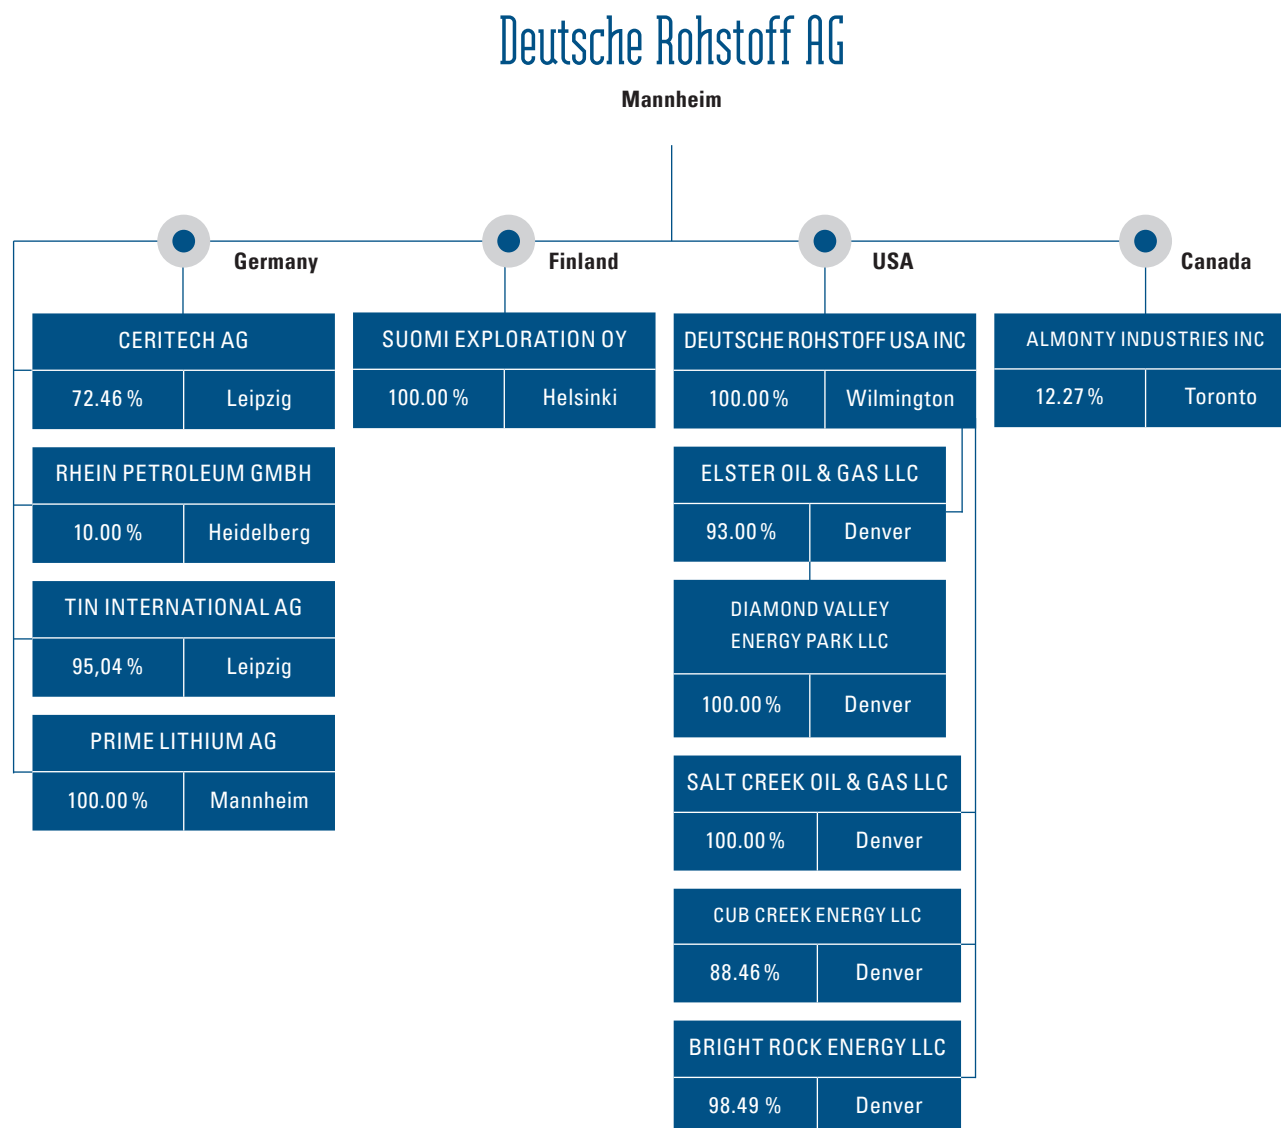 Deutsche Rohstoff AG
Mannheim
Germany
CERITECH AG
72.46 %
Leipzig
RHEIN PETROLEUM GMBH
10.00 %
Heidelberg
TIN INTERNATIONAL AG
95,04 %
Leipzig
PRIME LITHIUM AG
100.00 %
Mannheim
Finland
SUOMI EXPLORATION OY
100.00 %
Helsinki
USA
DEUTSCHE ROHSTOFF USA INC
100.00 %
Wilmington
ELSTER OIL & GAS LLC
93.00 %
Denver
DIAMOND VALLEY
ENERGY PARK LLC
100.00 %
Denver
SALT CREEK OIL & GAS LLC
100.00 %
Denver
CUB CREEK ENERGY LLC
88.46 %
Denver
BRIGHT ROCK ENERGY LLC
98.49 %
Denver
Canada
ALMONTY INDUSTRIES INC
12.27 %
Toronto